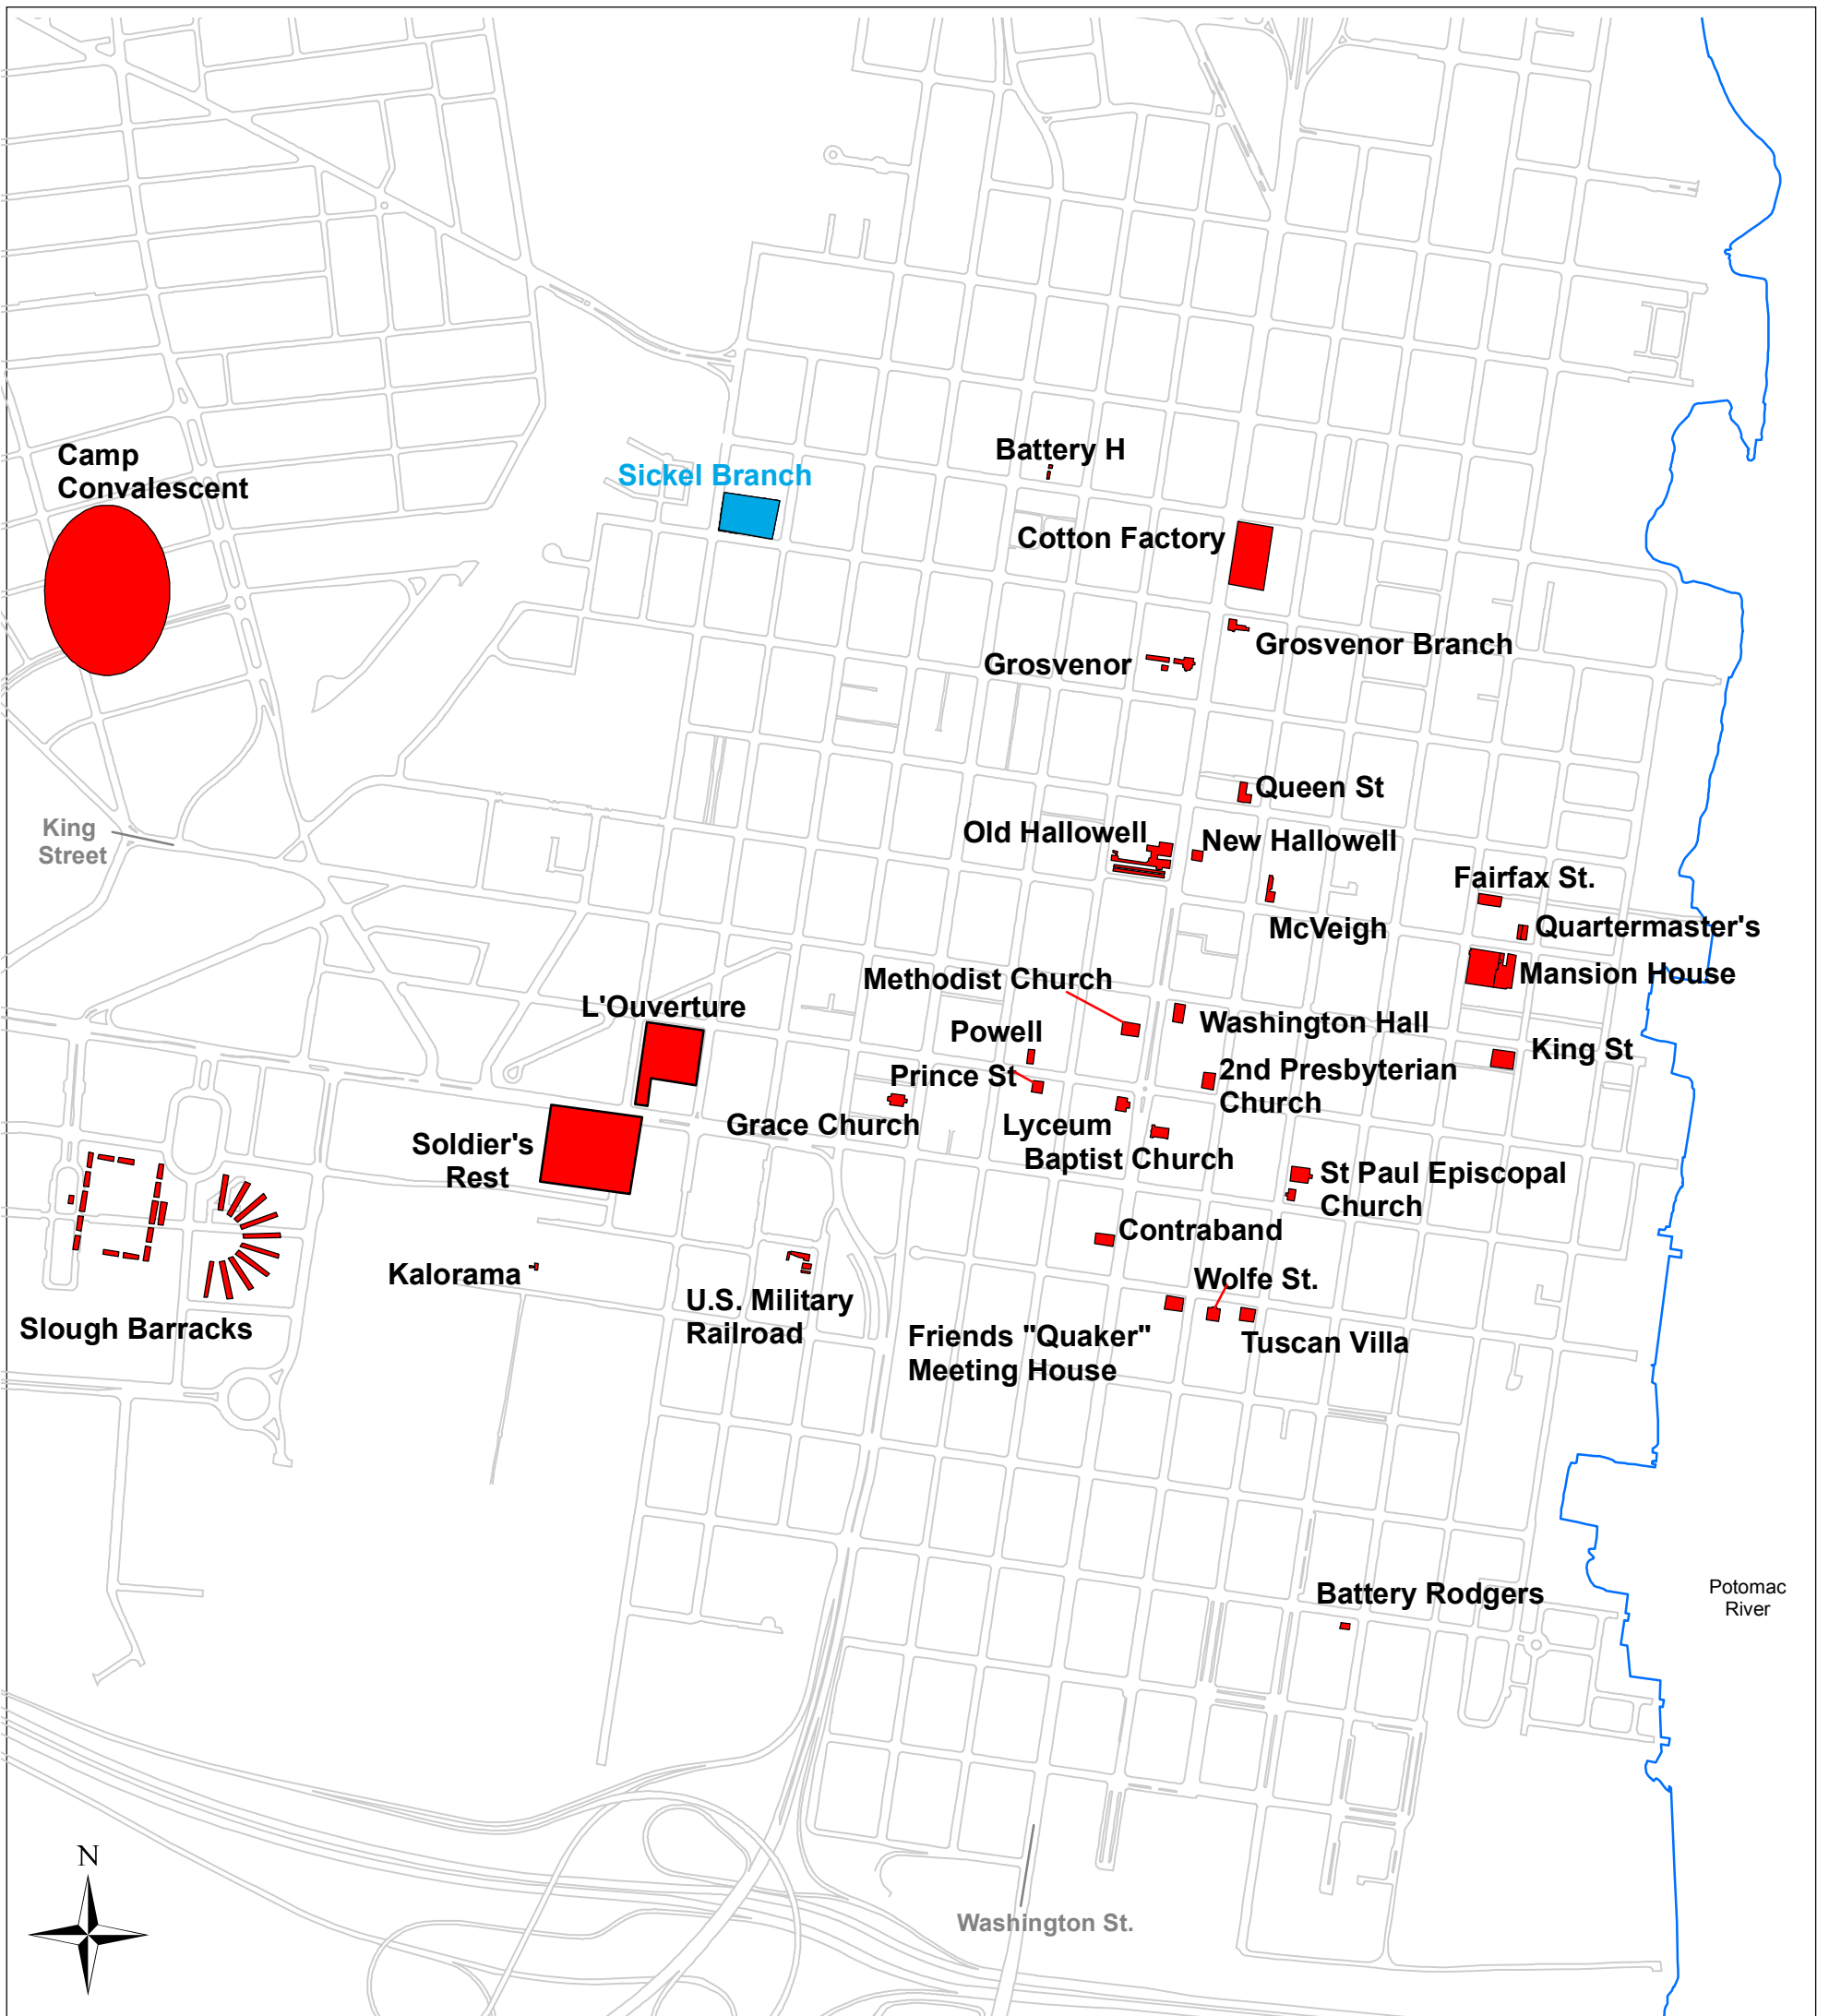 Camp
Convalescent
Sickel Branch
Battery H
Cotton Factory
Grosvenor Branch
Grosvenor
Queen St
King
Street
Old Hallowell
New Hallowell
Fairfax St.
McVeigh
Quartermaster's
Mansion House
Methodist Church
L'Ouverture
Washington Hall
Powell
King St
Prince St
2nd Presbyterian
Church
Grace Church
Lyceum
Soldier's
Rest
Baptist Church
St Paul Episcopal
Church
Contraband
Kalorama
Wolfe St.
U.S. Military
Railroad
Slough Barracks
Friends "Quaker"
Meeting House
Tuscan Villa
Battery Rodgers
Potomac
River
N
Washington St.